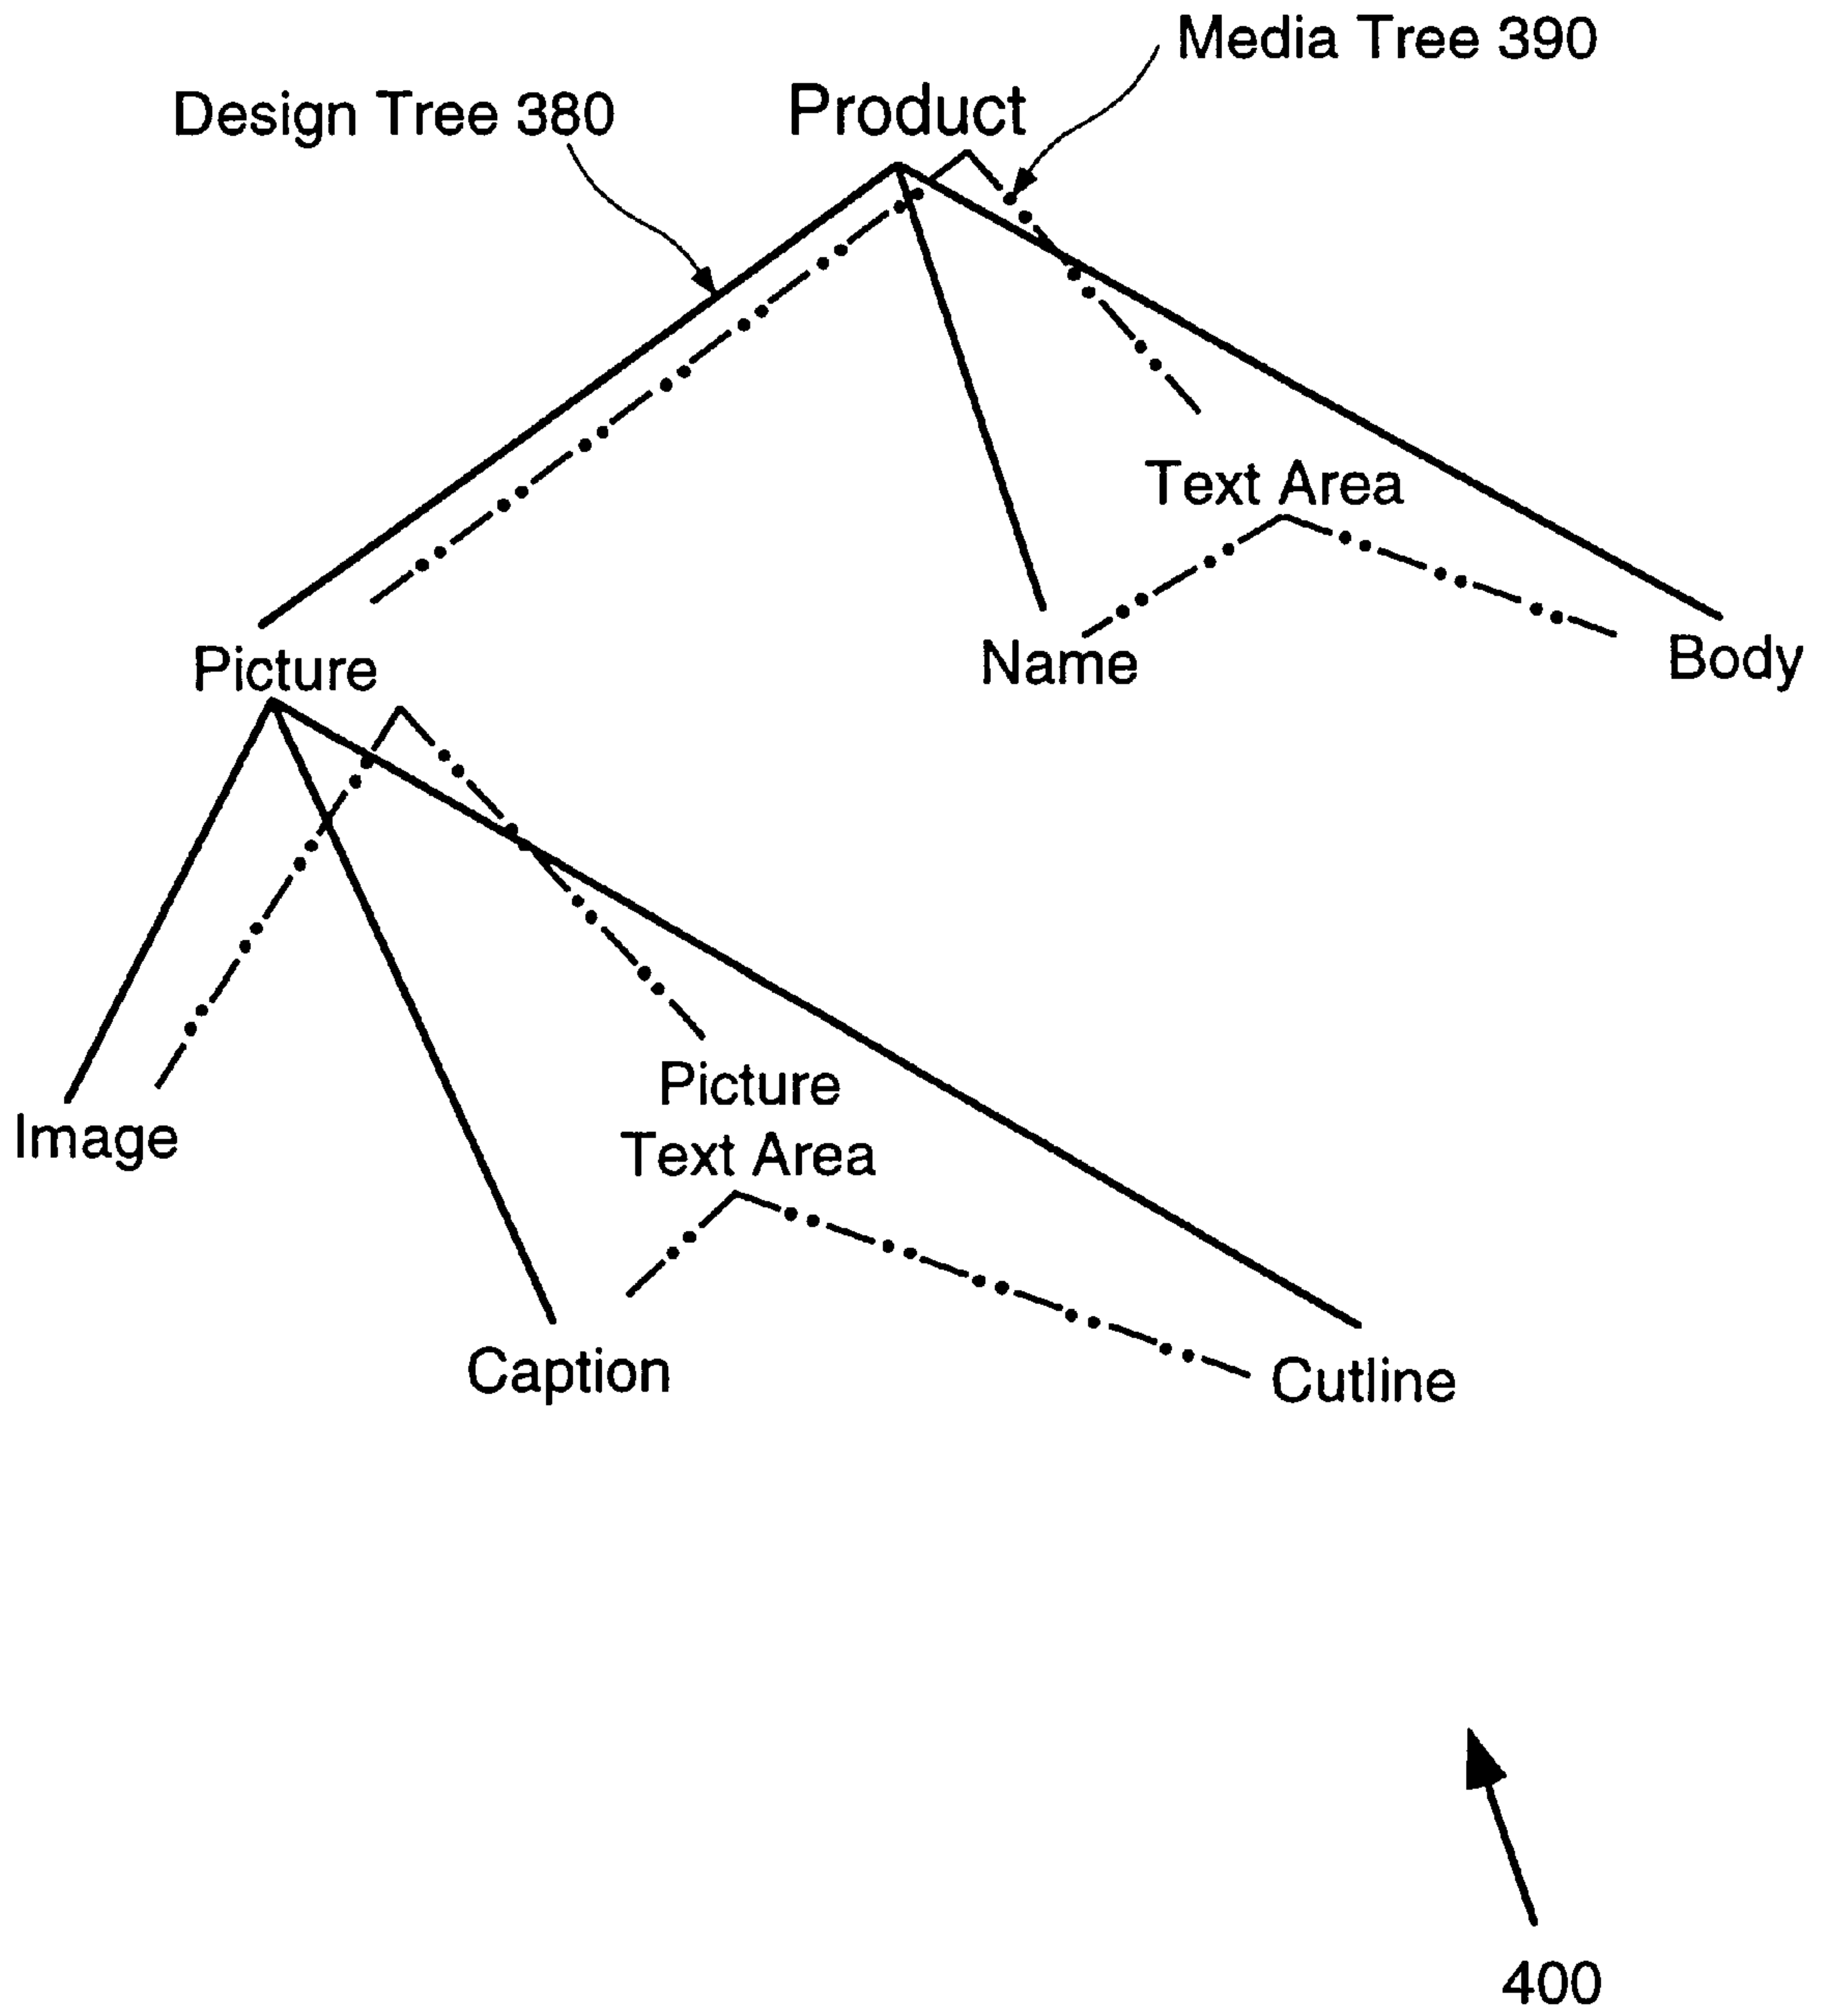 Media Tree 390
Design Tree 380
Product
Text Area
Picture
Name
Body
Picture
Text Area
Image
Caption
Cutline
400